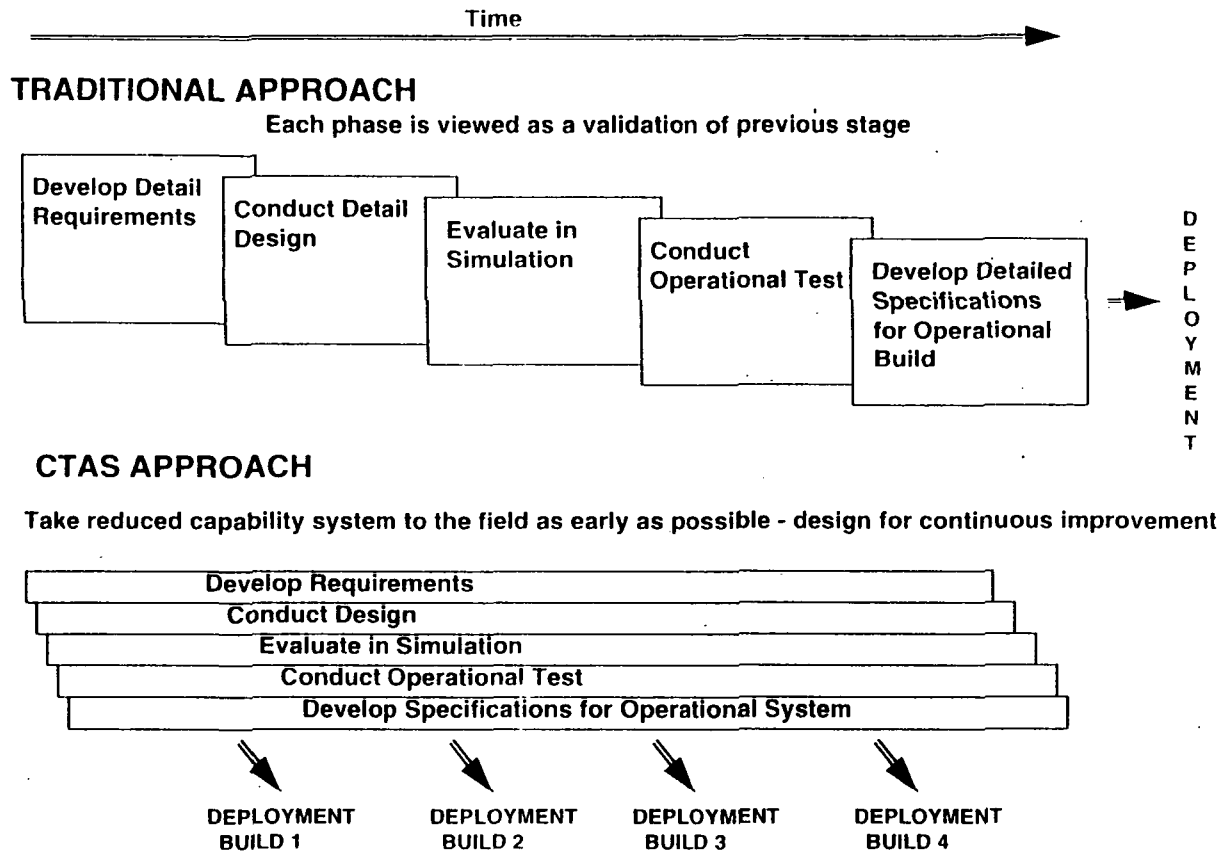 Time
TRADITIONAL APPROACH
Each phase is viewed as a validation of previous stage
Develop Detail
Requirements
Conduct Detail
Design
Evaluate in
Simulation
Conduct
Operational Test
Develop Detailed
Specifications
for Operational
Build
DEPLOYMENT
CTAS APPROACH
Take reduced capability system to the field as early as possible - design for continuous improvement
Develop Requirements
Conduct Design
Evaluate in Simulation
Conduct Operational Test
Develop Specifications for Operational System
DEPLOYMENT
BUILD 1
DEPLOYMENT
BUILD 2
DEPLOYMENT
BUILD 3
DEPLOYMENT
BUILD 4